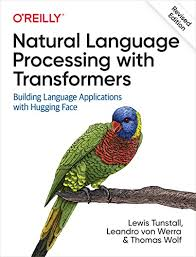 O'REILLY®
Revised
Edition
Natural Language
Processing with
Transformers
Building Language Applications
with Hugging Face
Lewis Tunstall,
Leandro von Werra
& Thomas Wolf